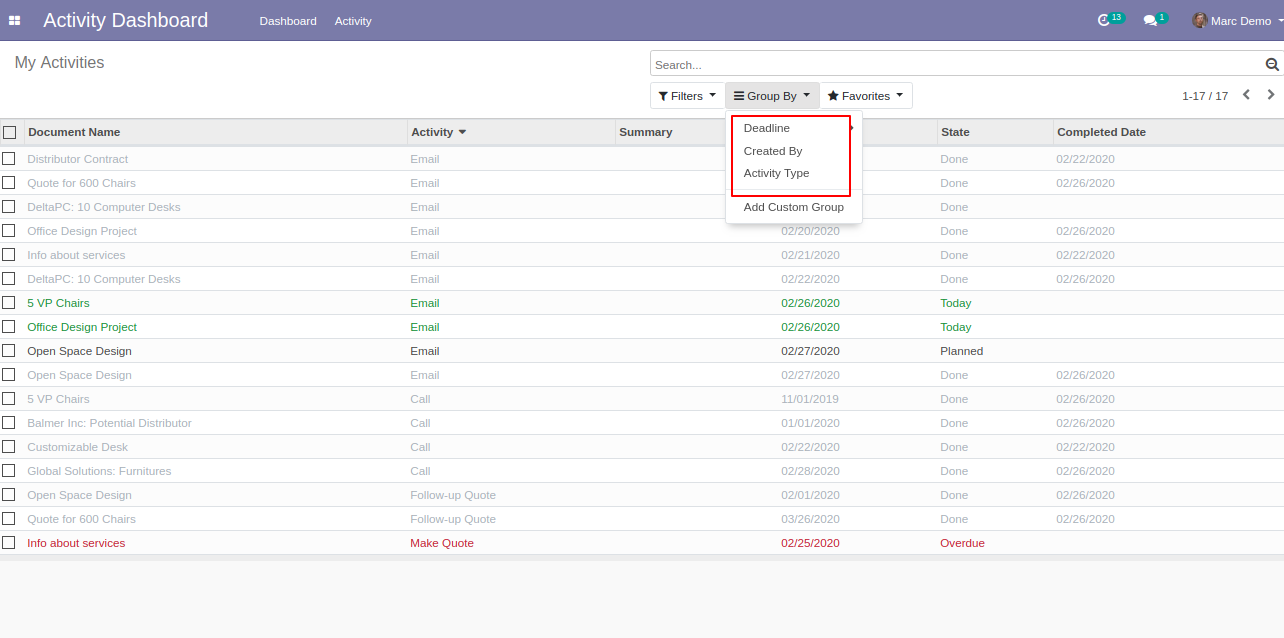 Activity Dashboard Dashboard Activity 13 1 Marc Demo
My Activities
Search...
Filters Group By Favorites 1-17 / 17
Deadline
Created By
Activity Type
Add Custom Group
Document Name Activity Summary State Completed Date
Distributor Contract Email Done 02/22/2020
Quote for 600 Chairs Email Done 02/26/2020
DeltaPC: 10 Computer Desks Email Done
Office Design Project Email 02/20/2020 Done 02/26/2020
Info about services Email 02/21/2020 Done 02/22/2020
DeltaPC: 10 Computer Desks Email 02/22/2020 Done 02/26/2020
5 VP Chairs Email 02/26/2020 Today
Office Design Project Email 02/26/2020 Today
Open Space Design Email 02/27/2020 Planned
Open Space Design Email 02/27/2020 Done 02/26/2020
5 VP Chairs Call 11/01/2019 Done 02/26/2020
Balmer Inc: Potential Distributor Call 01/01/2020 Done 02/26/2020
Customizable Desk Call 02/22/2020 Done 02/22/2020
Global Solutions: Furnitures Call 02/28/2020 Done 02/26/2020
Open Space Design Follow-up Quote 02/01/2020 Done 02/26/2020
Quote for 600 Chairs Follow-up Quote 03/26/2020 Done 02/26/2020
Info about services Make Quote 02/25/2020 Overdue